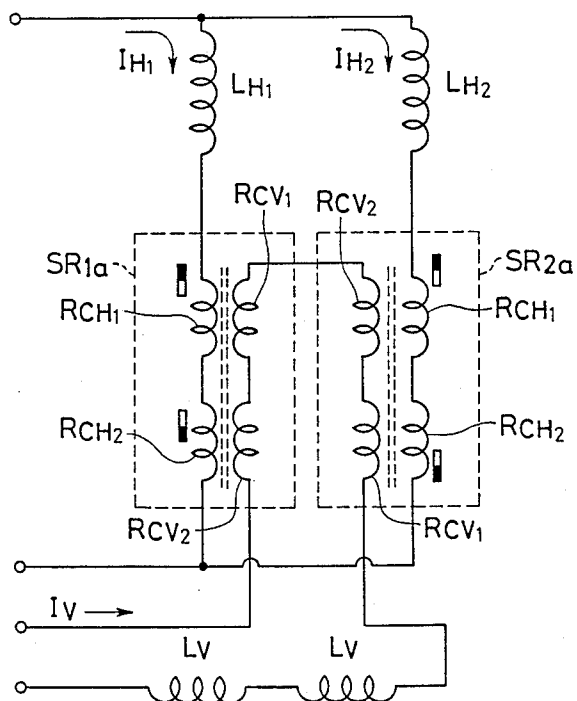 IH1
LH1
IH2
LH2
RCV1
RCV2
SR1a
SR2a
RCH1
RCH1
RCH2
RCH2
RCV2
RCV1
IV
LV
LV